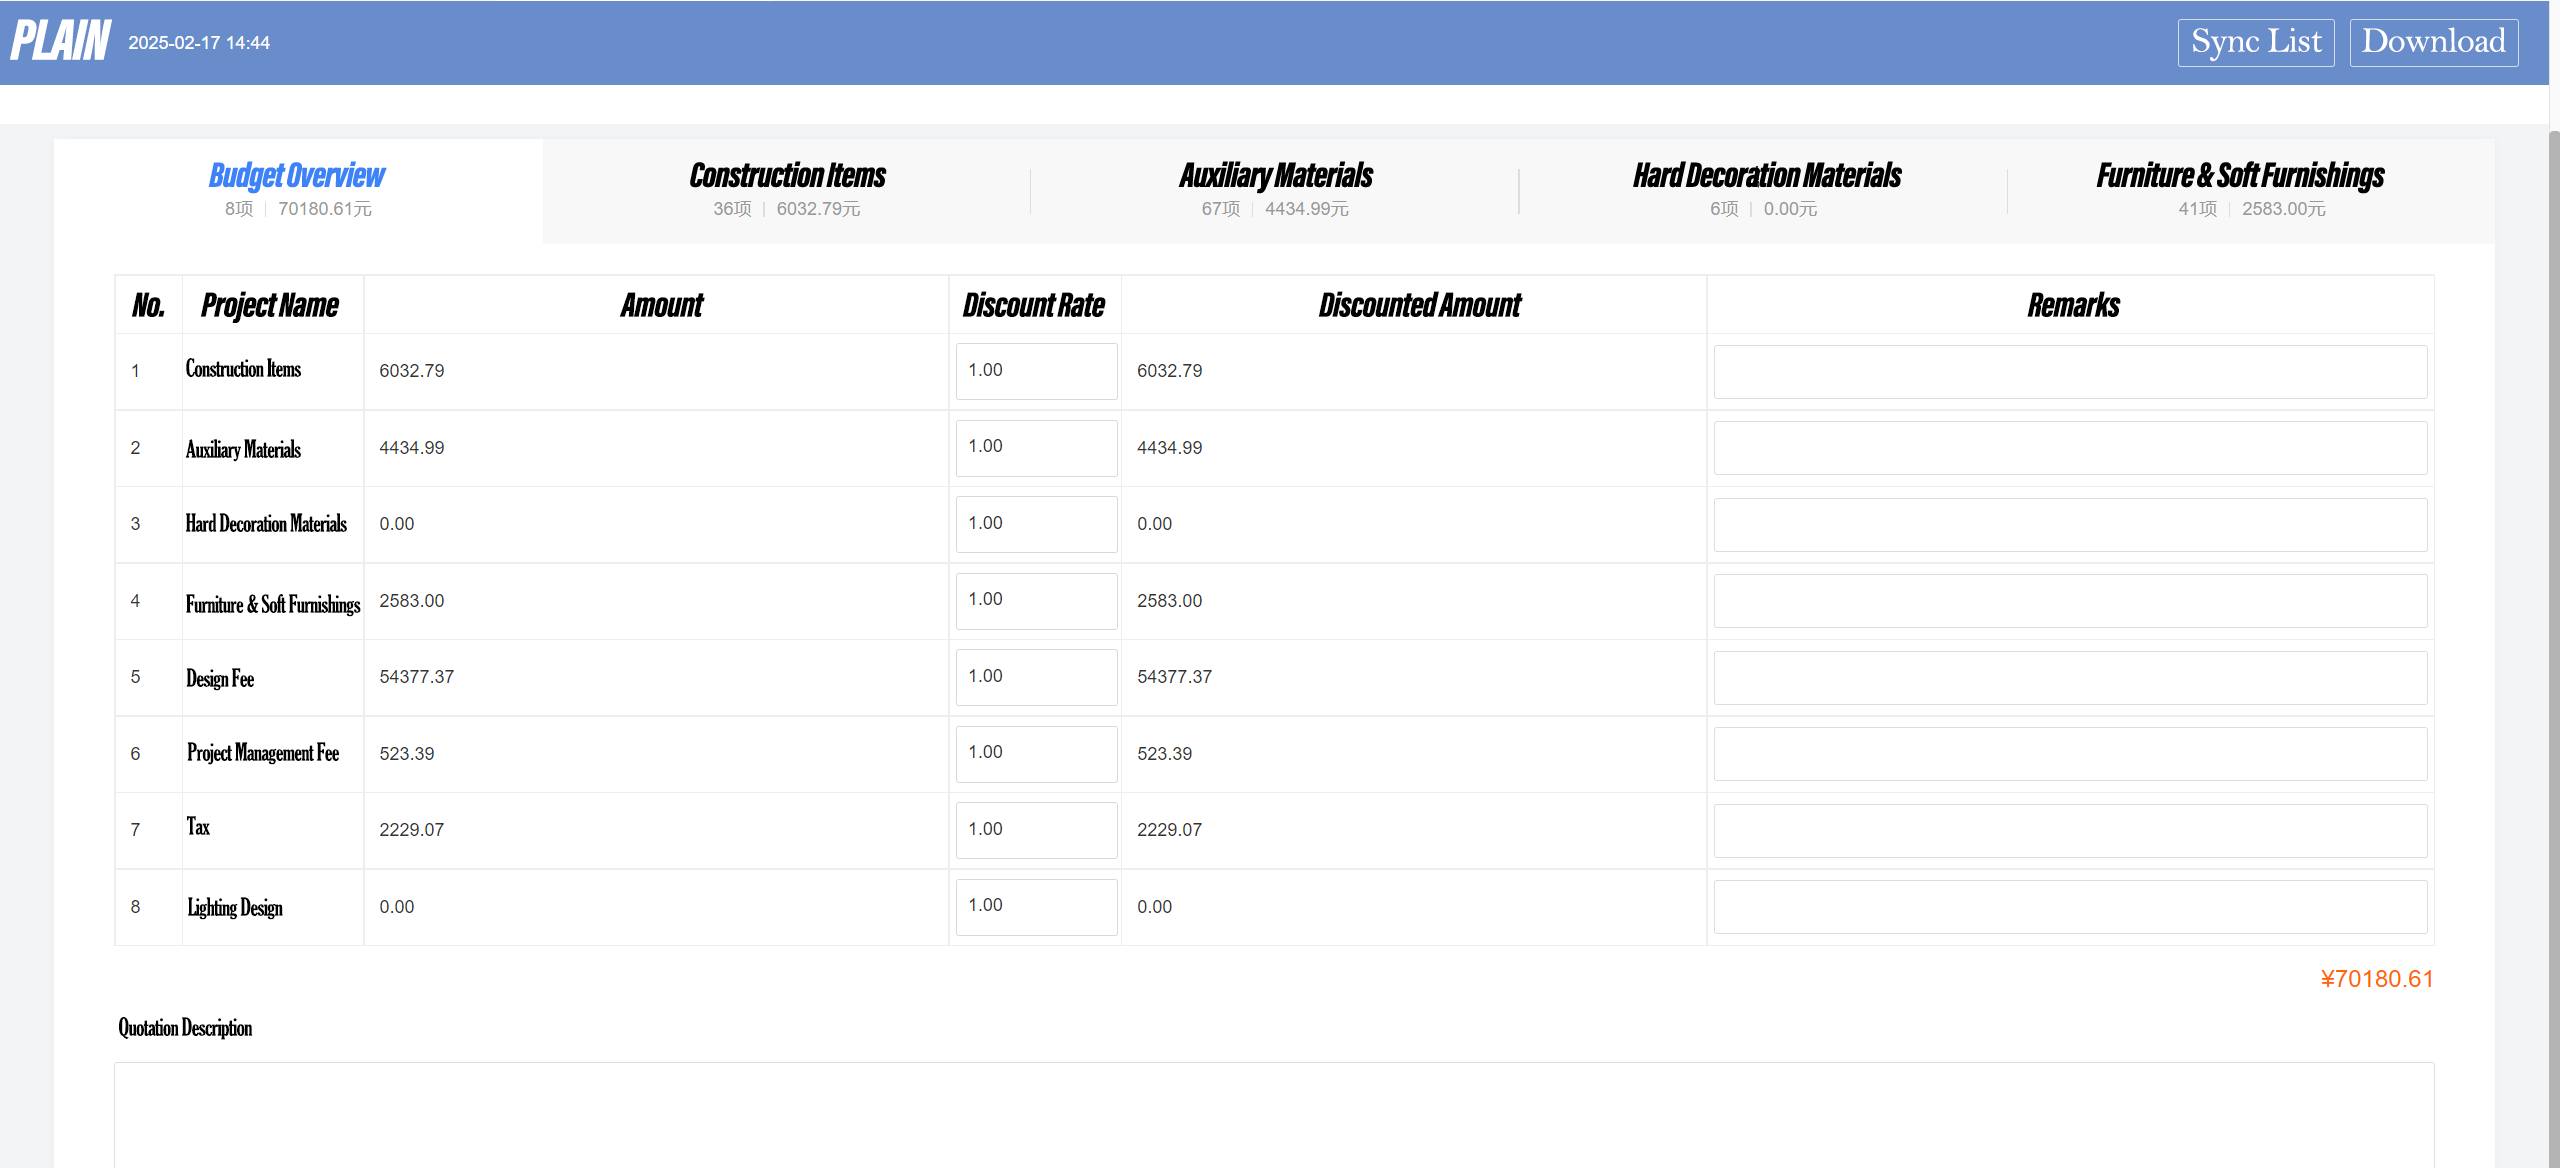 PLAIN 2025-02-17 14:44 Sync List Download
Budget Overview Construction Items Auxiliary Materials Hard Decoration Materials Furniture & Soft Furnishings
8项 | 70180.61元 36项 | 6032.79元 67项 | 4434.99元 6项 | 0.00元 41项 | 2583.00元
No. Project Name Amount Discount Rate Discounted Amount Remarks
1 Construction Items 6032.79 1.00 6032.79
2 Auxiliary Materials 4434.99 1.00 4434.99
3 Hard Decoration Materials 0.00 1.00 0.00
4 Furniture & Soft Furnishings 2583.00 1.00 2583.00
5 Design Fee 54377.37 1.00 54377.37
6 Project Management Fee 523.39 1.00 523.39
7 Tax 2229.07 1.00 2229.07
8 Lighting Design 0.00 1.00 0.00
¥70180.61
Quotation Description